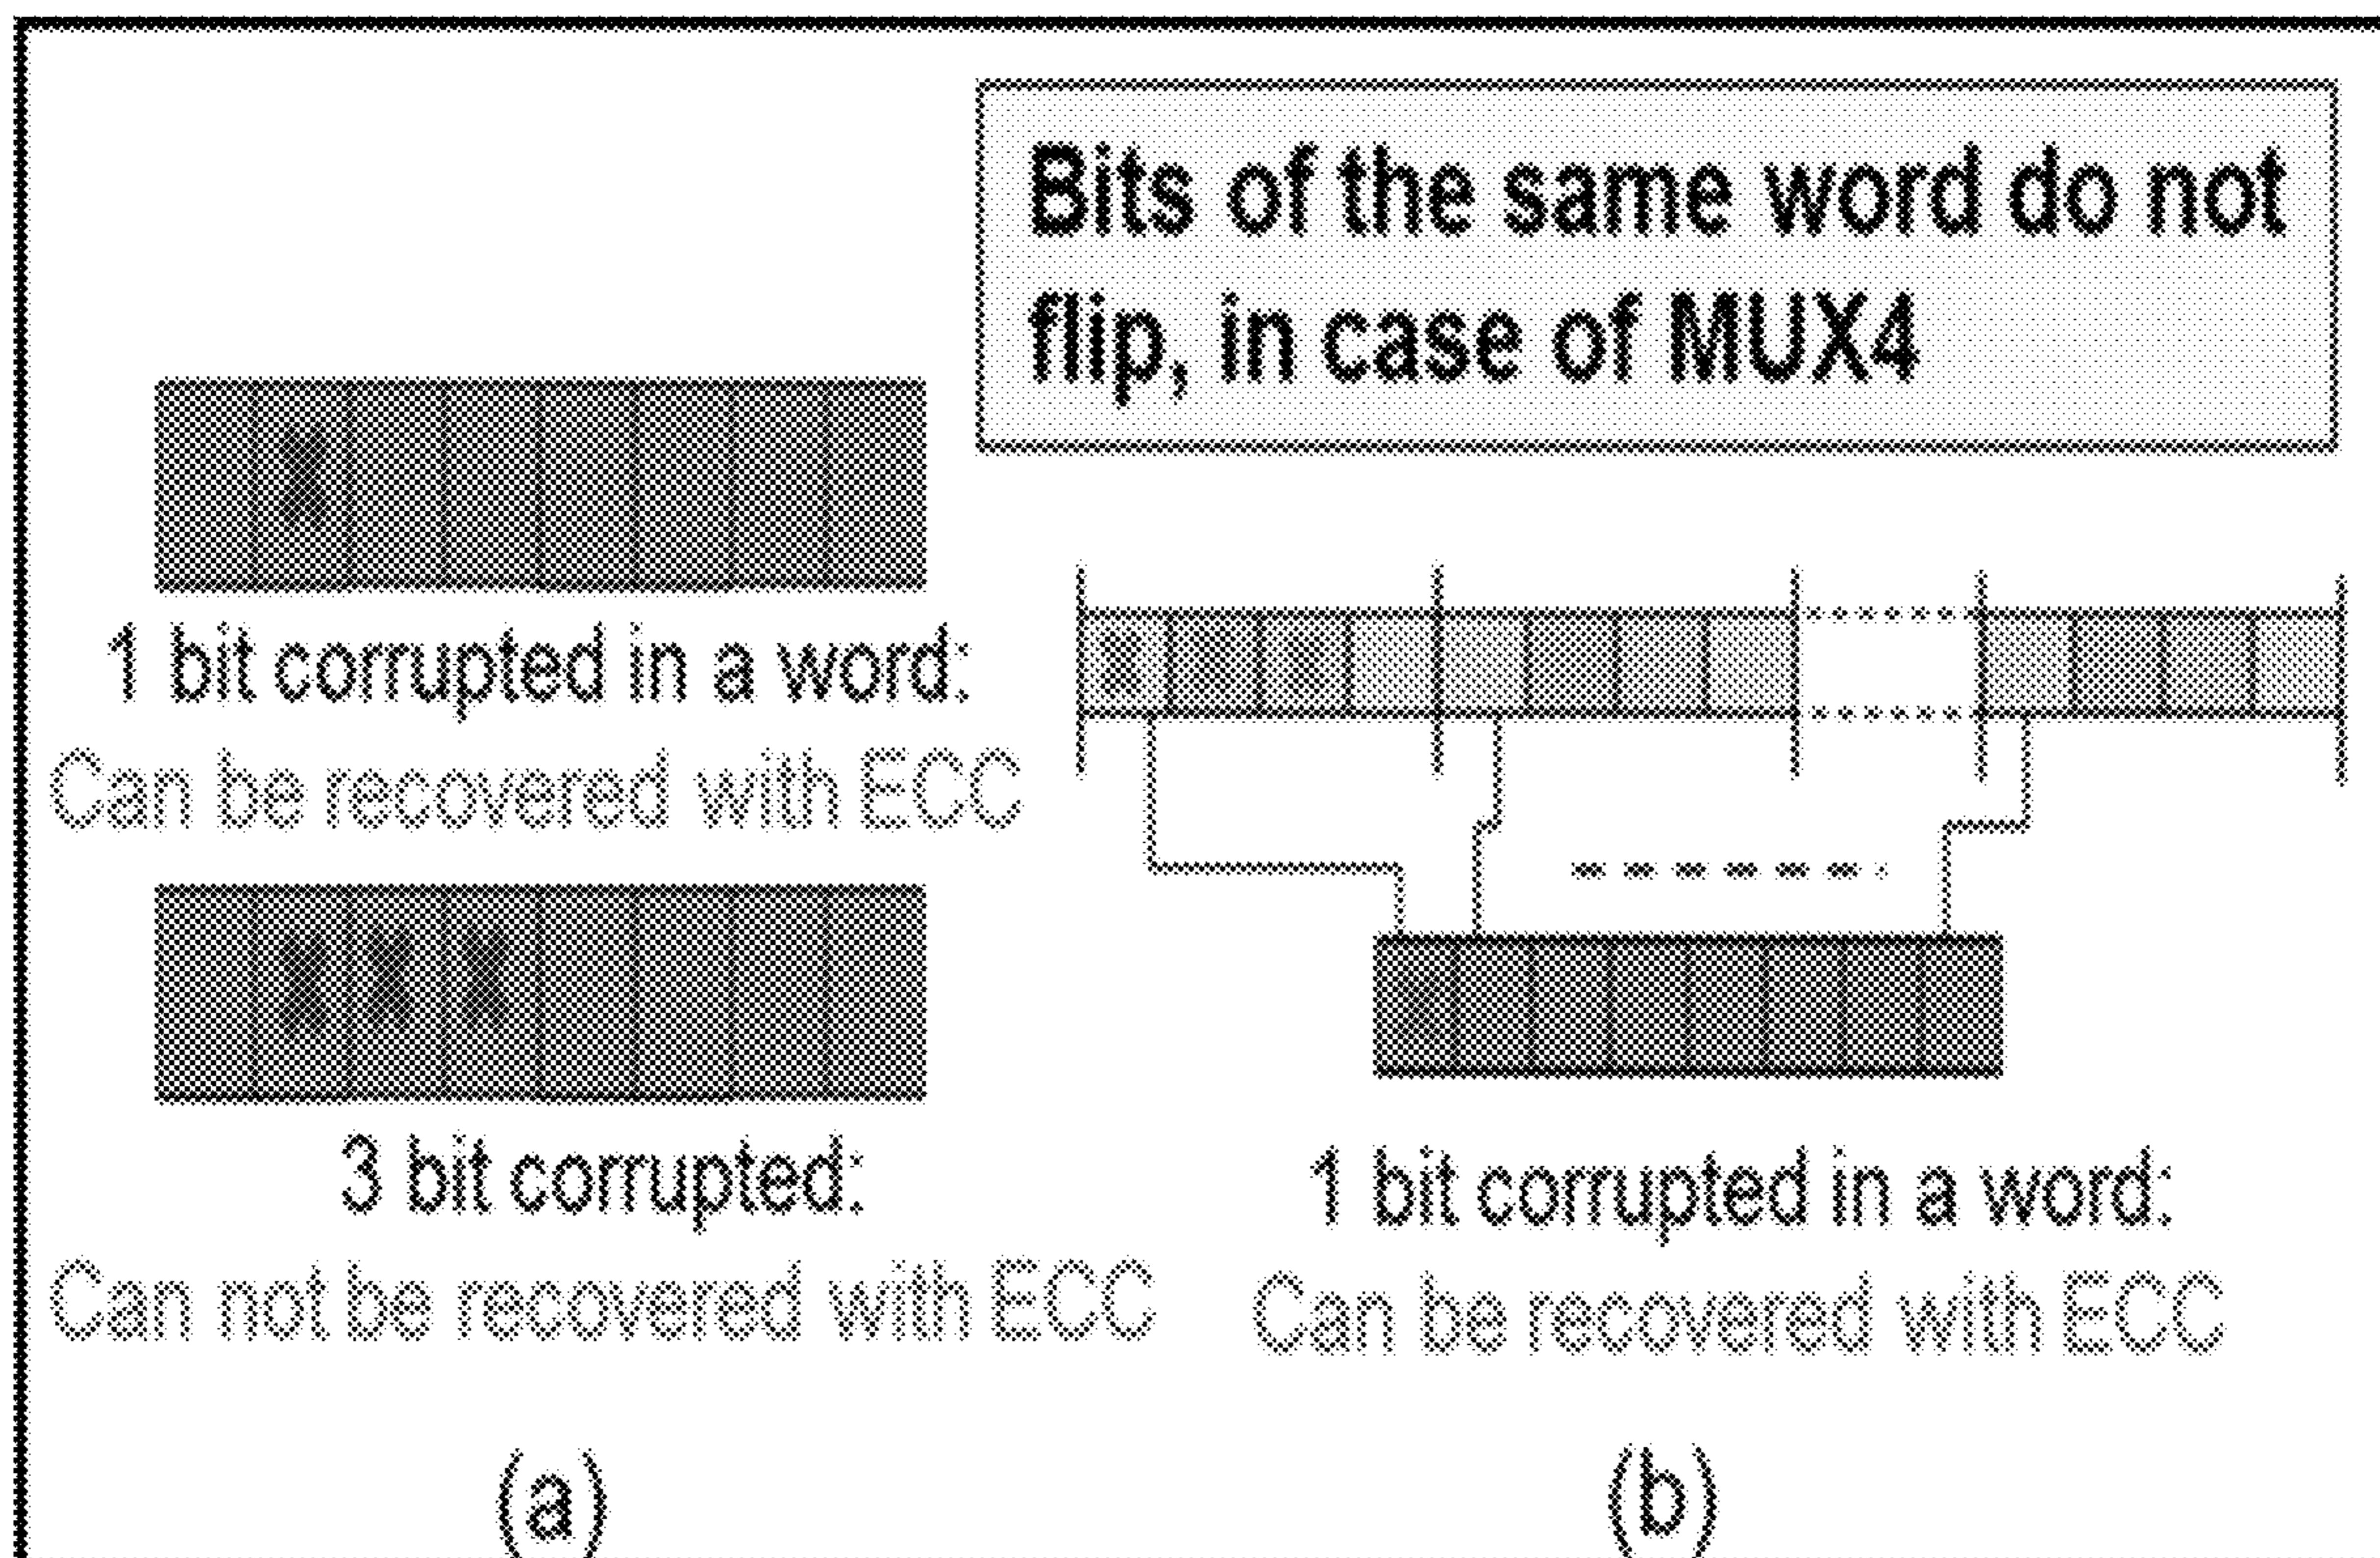 Bits of the same word do not
flip, in case of MUX4
1 bit corrupted in a word:
Can be recovered with ECC
3 bit corrupted:
Can not be recovered with ECC
(a)
1 bit corrupted in a word:
Can be recovered with ECC
(b)